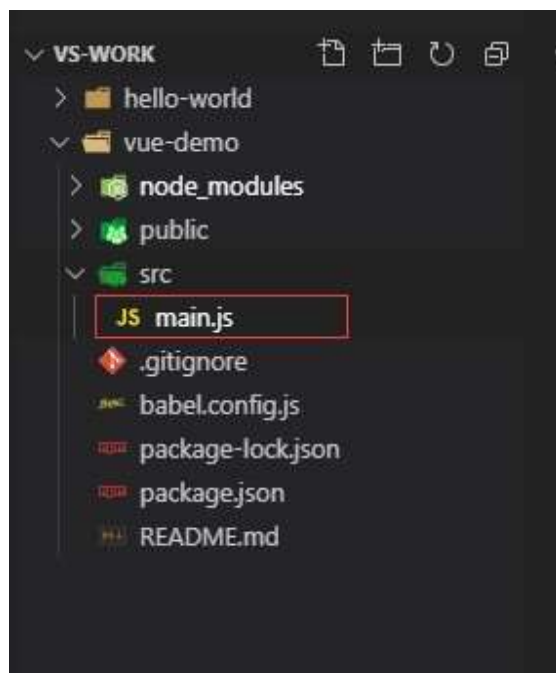 VS-WORK
hello-world
vue-demo
node_modules
public
src
JS main.js
.gitignore
babel.config.js
package-lock.json
package.json
README.md